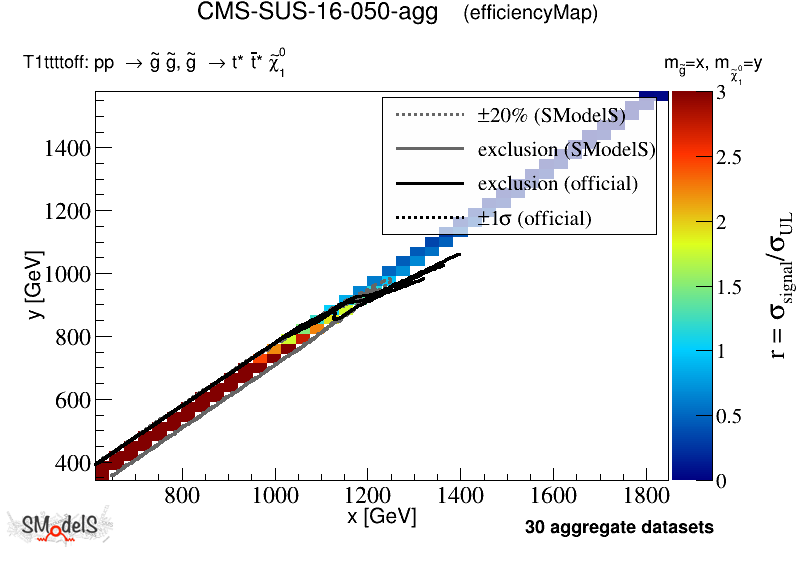 CMS-SUS-16-050-agg (efficiencyMap)
T1ttttoff: pp → g̃ g̃, g̃ → t* t̄* χ̃⁰₁
m_g̃=x, m_χ̃⁰₁=y
±20% (SModelS)
exclusion (SModelS)
exclusion (official)
±1σ (official)
y [GeV]
1400
1200
1000
800
600
400
800 1000 1200 1400 1600 1800
x [GeV]
3
2.5
2
1.5
1
0.5
0
r = σ_signal/σ_UL
SModelS
30 aggregate datasets